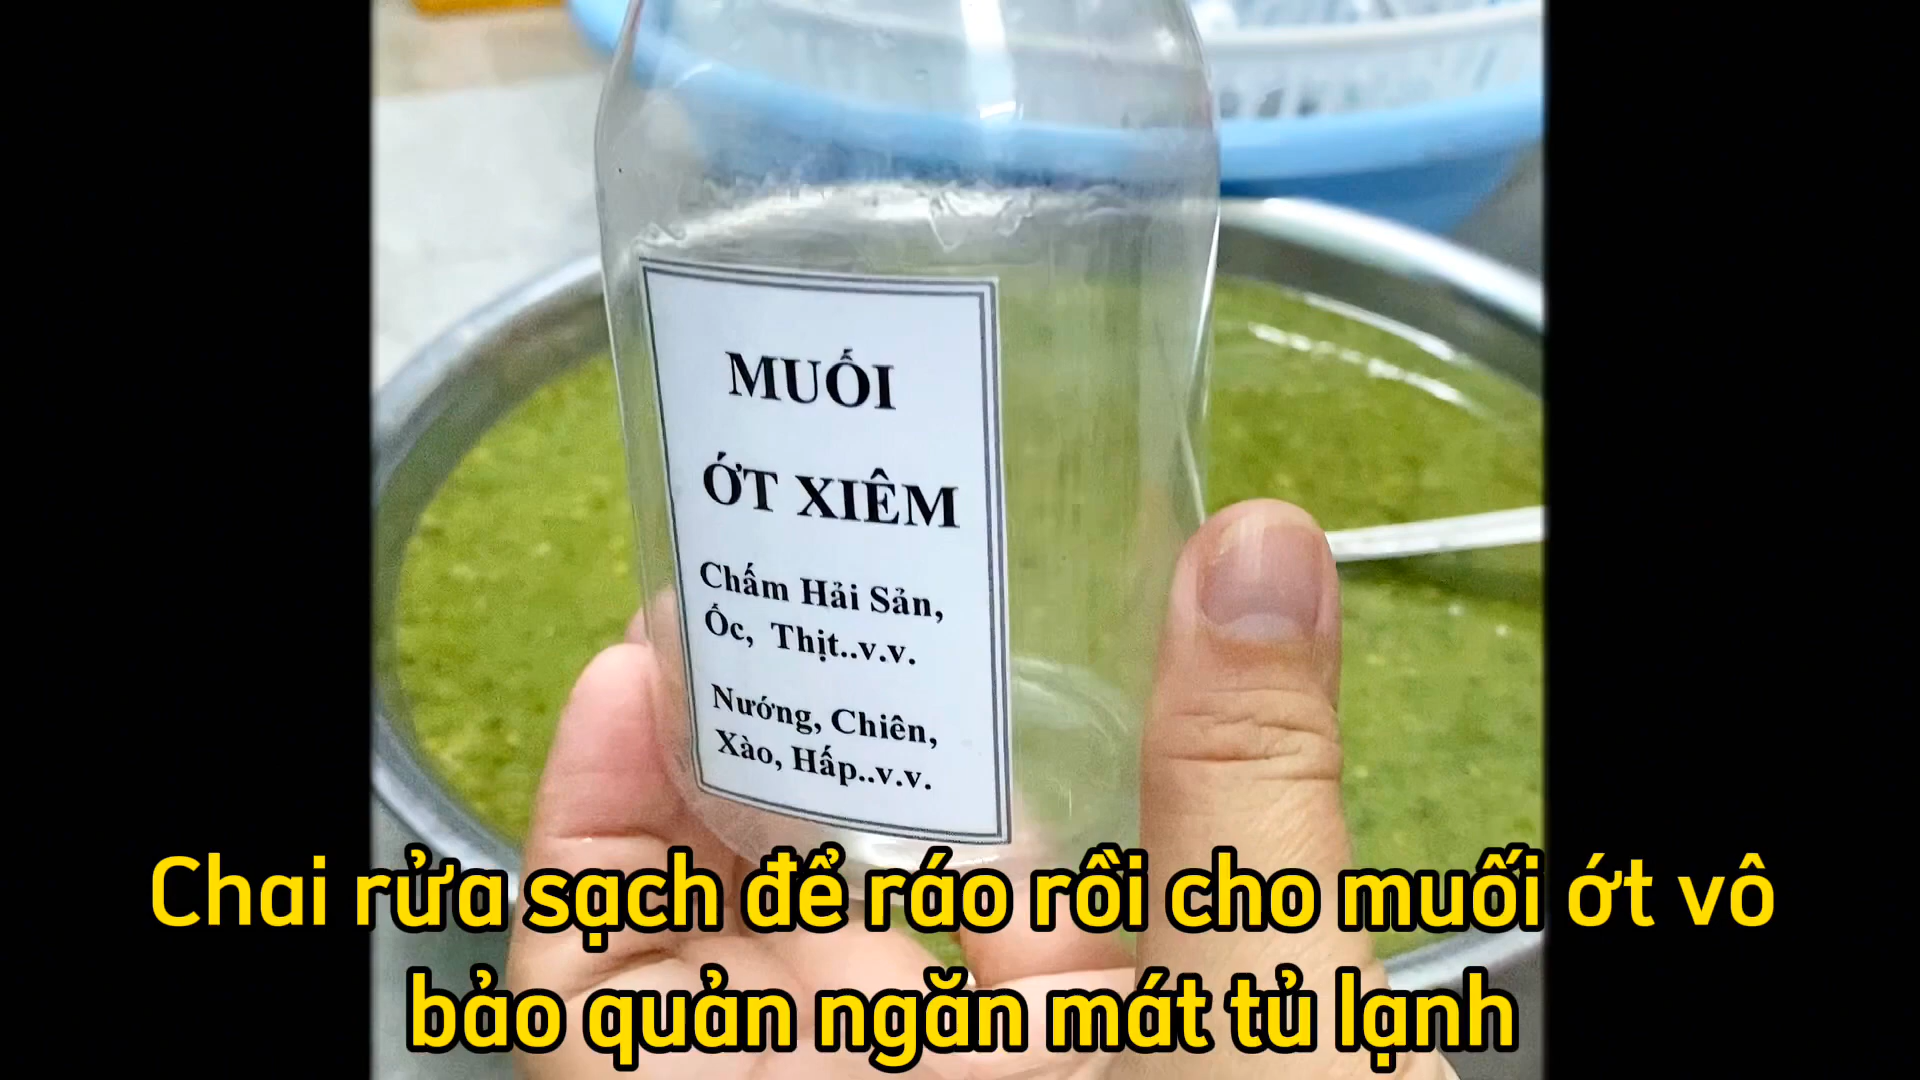 MUỐI
ỚT XIÊM
Chấm Hải Sản,
Ốc, Thịt..v.v.
Nướng, Chiên,
Xào, Hấp..v.v.
Chai rửa sạch để ráo rồi cho muối ớt vô
bảo quản ngăn mát tủ lạnh